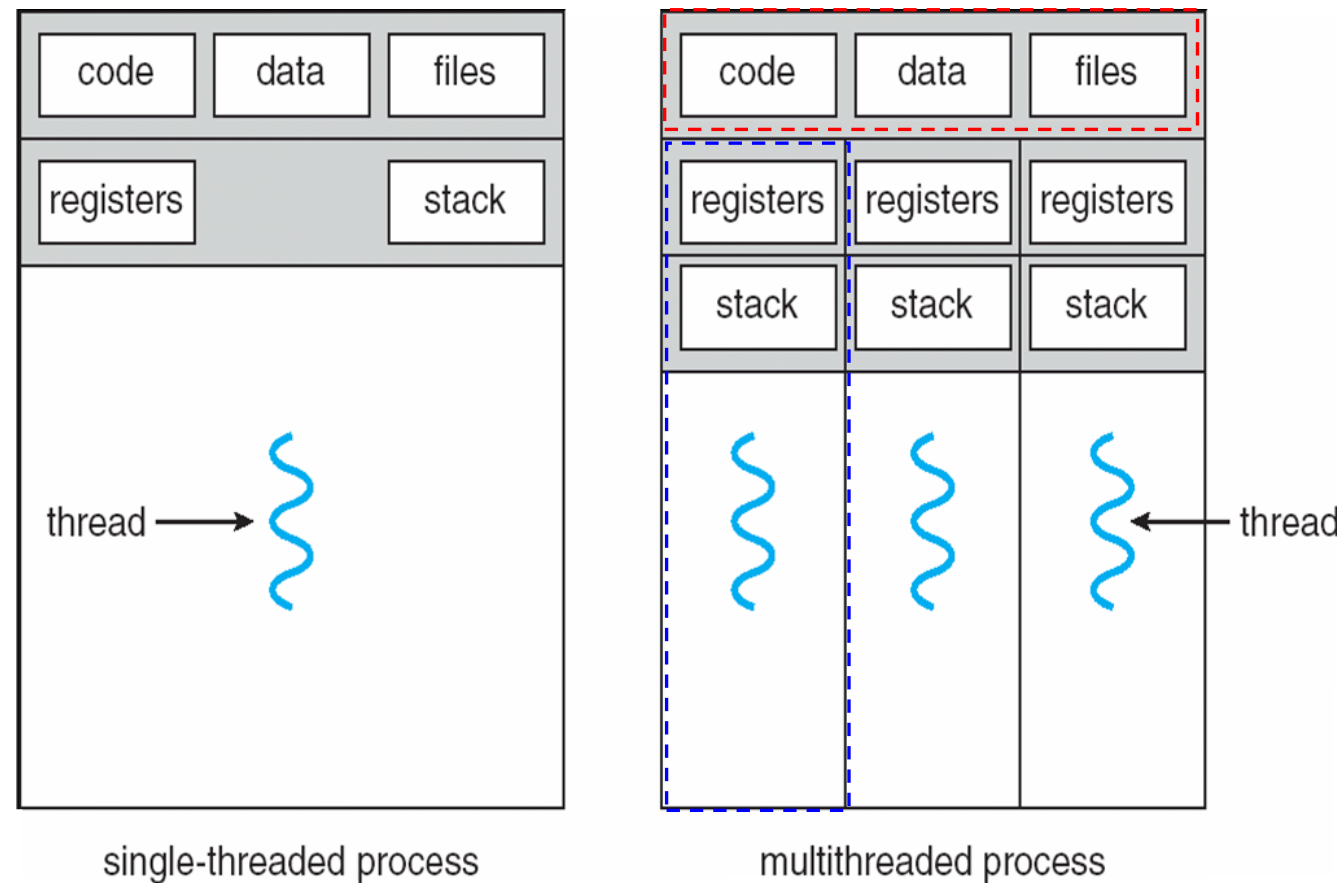 code data files
registers stack
thread
single-threaded process
code data files
registers registers registers
stack stack stack
thread
multithreaded process